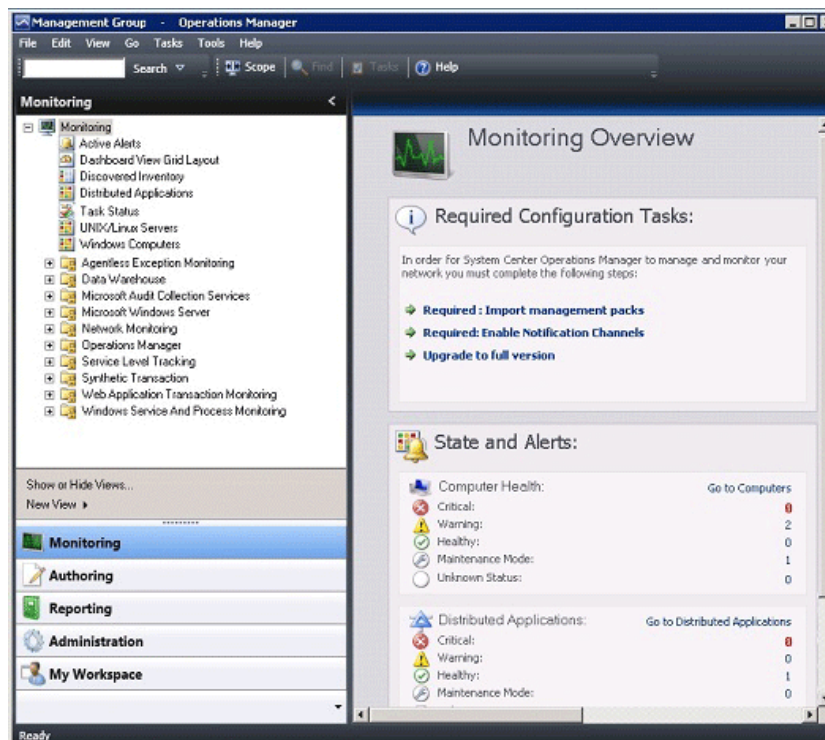 Management Group - Operations Manager
File Edit View Go Tasks Tools Help
Search Scope Find Tasks Help
Monitoring <
Monitoring
Active Alerts
Dashboard View Grid Layout
Discovered Inventory
Distributed Applications
Task Status
UNIX/Linux Servers
Windows Computers
Agentless Exception Monitoring
Data Warehouse
Microsoft Audit Collection Services
Microsoft Windows Server
Network Monitoring
Operations Manager
Service Level Tracking
Synthetic Transaction
Web Application Transaction Monitoring
Windows Service And Process Monitoring
Show or Hide Views...
New View
Monitoring
Authoring
Reporting
Administration
My Workspace
Ready
Monitoring Overview
Required Configuration Tasks:
In order for System Center Operations Manager to manage and monitor your
network you must complete the following steps:
Required : Import management packs
Required: Enable Notification Channels
Upgrade to full version
State and Alerts:
Computer Health: Go to Computers
Critical: 0
Warning: 2
Healthy: 0
Maintenance Mode: 1
Unknown Status: 0
Distributed Applications: Go to Distributed Applications
Critical: 0
Warning: 0
Healthy: 1
Maintenance Mode: 0